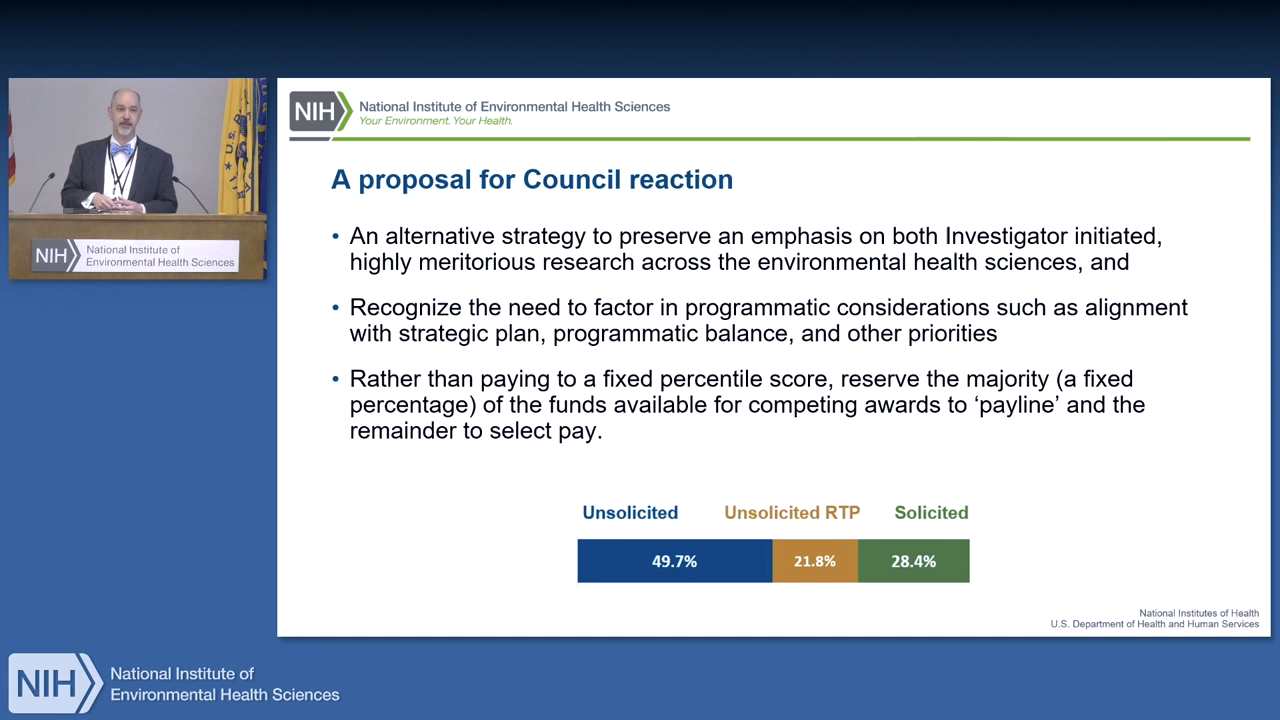 NIH
National Institute of Environmental Health Sciences
Your Environment. Your Health.
A proposal for Council reaction
• An alternative strategy to preserve an emphasis on both Investigator initiated,
highly meritorious research across the environmental health sciences, and
• Recognize the need to factor in programmatic considerations such as alignment
with strategic plan, programmatic balance, and other priorities
• Rather than paying to a fixed percentile score, reserve the majority (a fixed
percentage) of the funds available for competing awards to ‘payline’ and the
remainder to select pay.
Unsolicited Unsolicited RTP Solicited
49.7% 21.8% 28.4%
National Institutes of Health
U.S. Department of Health and Human Services
U.S.
NIH
National Institute of
Environmental Health Sciences
NIH
National Institute of
Environmental Health Sciences